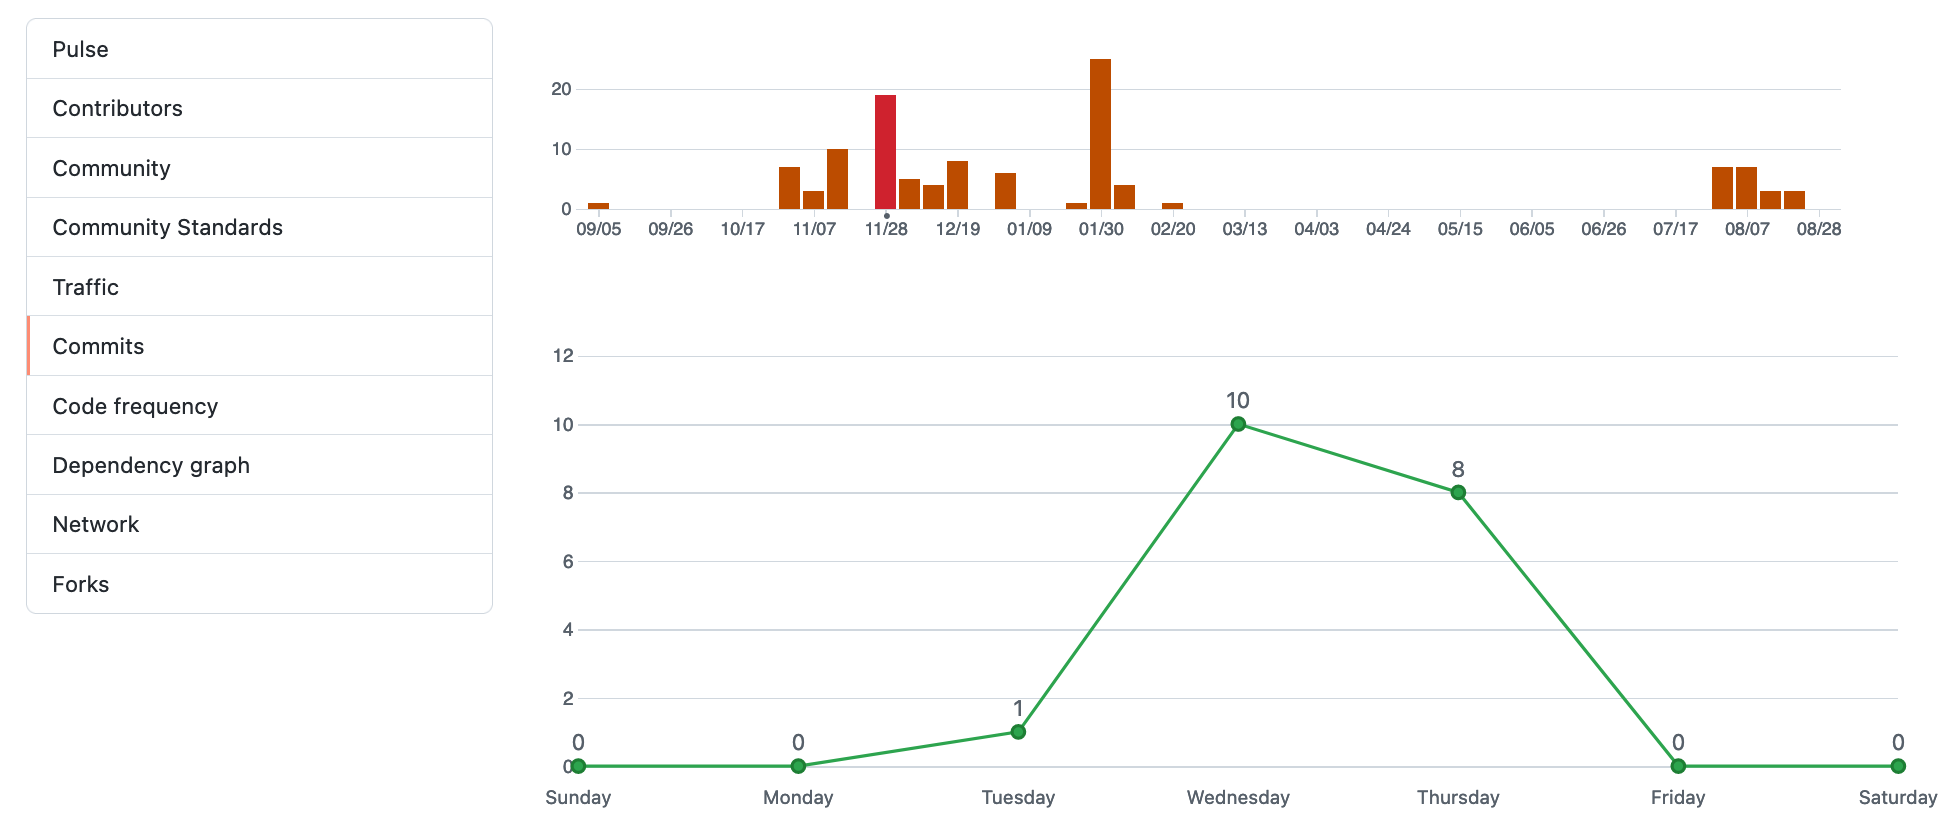 Pulse
Contributors
Community
Community Standards
Traffic
Commits
Code frequency
Dependency graph
Network
Forks
20
10
0
09/05 09/26 10/17 11/07 11/28 12/19 01/09 01/30 02/20 03/13 04/03 04/24 05/15 06/05 06/26 07/17 08/07 08/28
12
10
10
8
8
6
4
2
1
0 0 0 0
0
Sunday Monday Tuesday Wednesday Thursday Friday Saturday